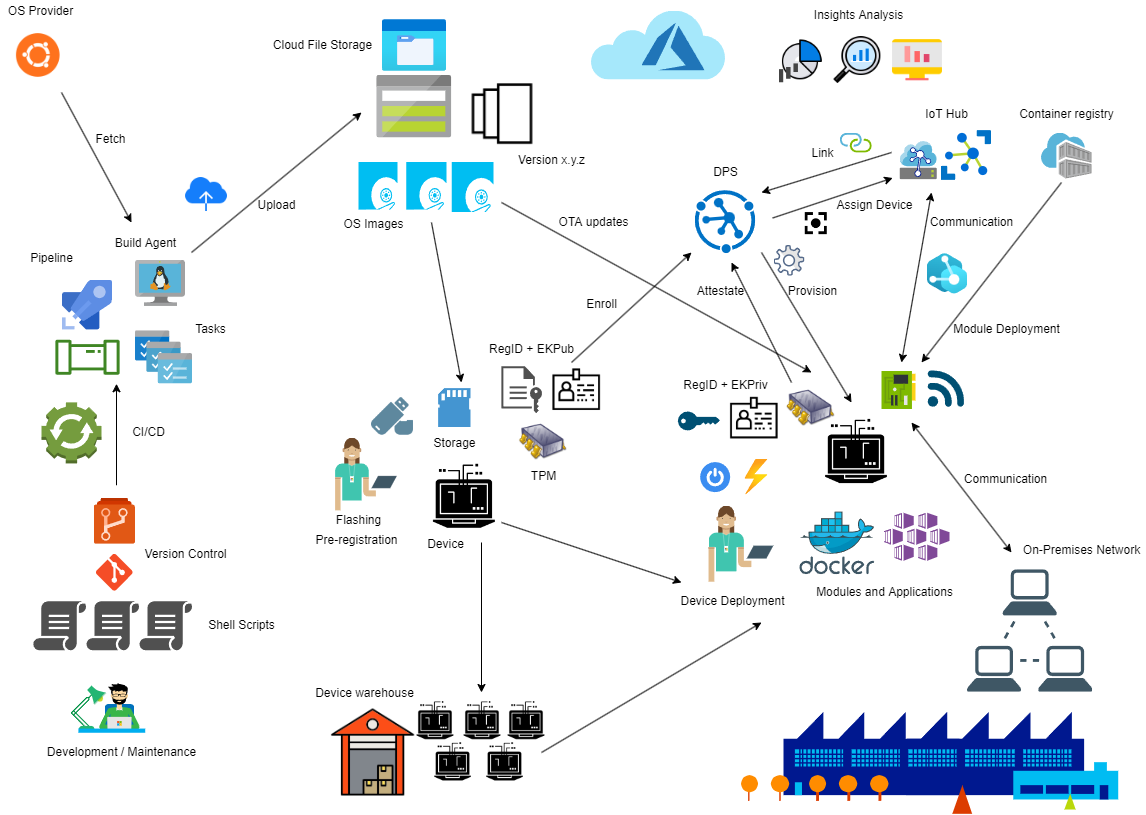 OS Provider
Insights Analysis
Cloud File Storage
IoT Hub
Container registry
Fetch
Link
Version x.y.z
DPS
Upload
Assign Device
OS Images
OTA updates
Communication
Build Agent
Pipeline
Attestate
Provision
Enroll
Tasks
Module Deployment
RegID + EKPub
RegID + EKPriv
CI/CD
Storage
TPM
Communication
Flashing
Pre-registration
Device
Version Control
On-Premises Network
docker
Modules and Applications
Device Deployment
Shell Scripts
Device warehouse
Development / Maintenance